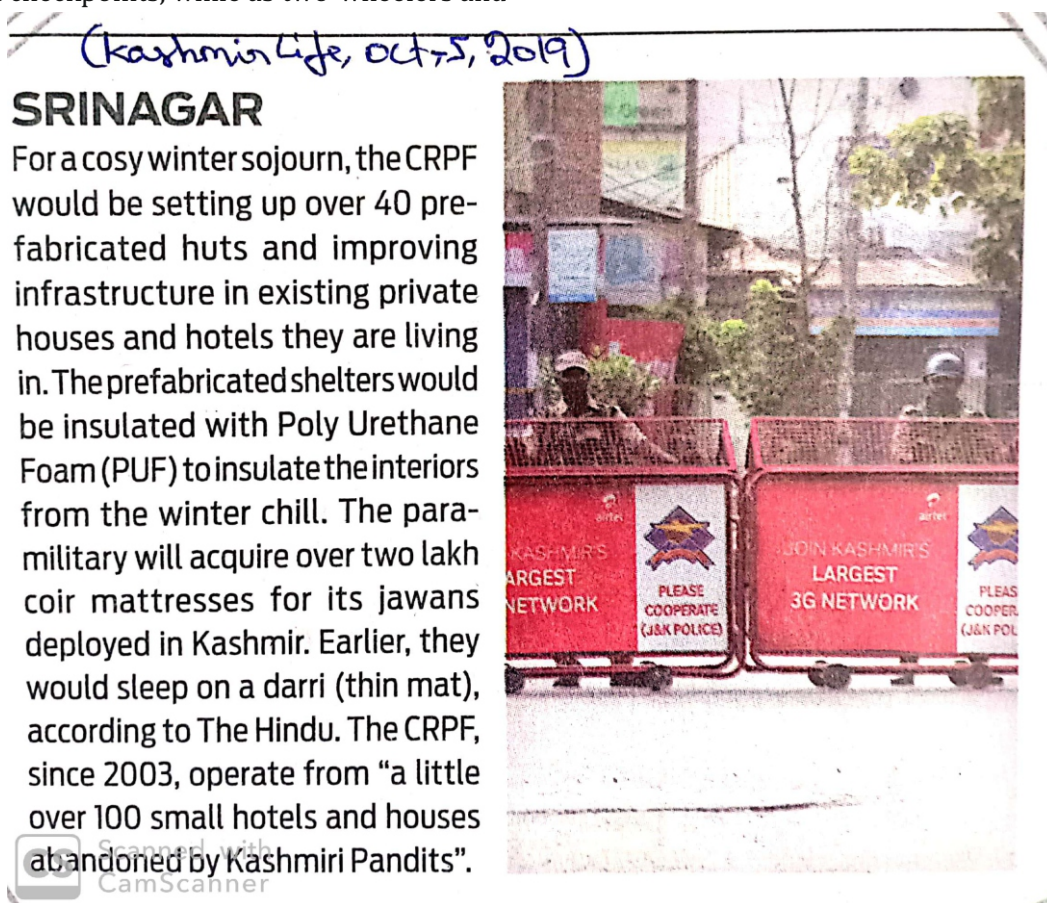 (Kashmir Life, Oct,5, 2019)
SRINAGAR
For a cosy winter sojourn, the CRPF
would be setting up over 40 pre-
fabricated huts and improving
infrastructure in existing private
houses and hotels they are living
in. The prefabricated shelters would
be insulated with Poly Urethane
Foam (PUF) to insulate the interiors
from the winter chill. The para-
military will acquire over two lakh
coir mattresses for its jawans
deployed in Kashmir. Earlier, they
would sleep on a darri (thin mat),
according to The Hindu. The CRPF,
since 2003, operate from “a little
over 100 small hotels and houses
abandoned by Kashmiri Pandits”.
airtel
KASHMIR'S
ARGEST
NETWORK
PLEASE
COOPERATE
(J&K POLICE)
airtel
JOIN KASHMIR'S
LARGEST
3G NETWORK
PLEAS
COOPER
(J&K POL
CS Scanned with
CamScanner